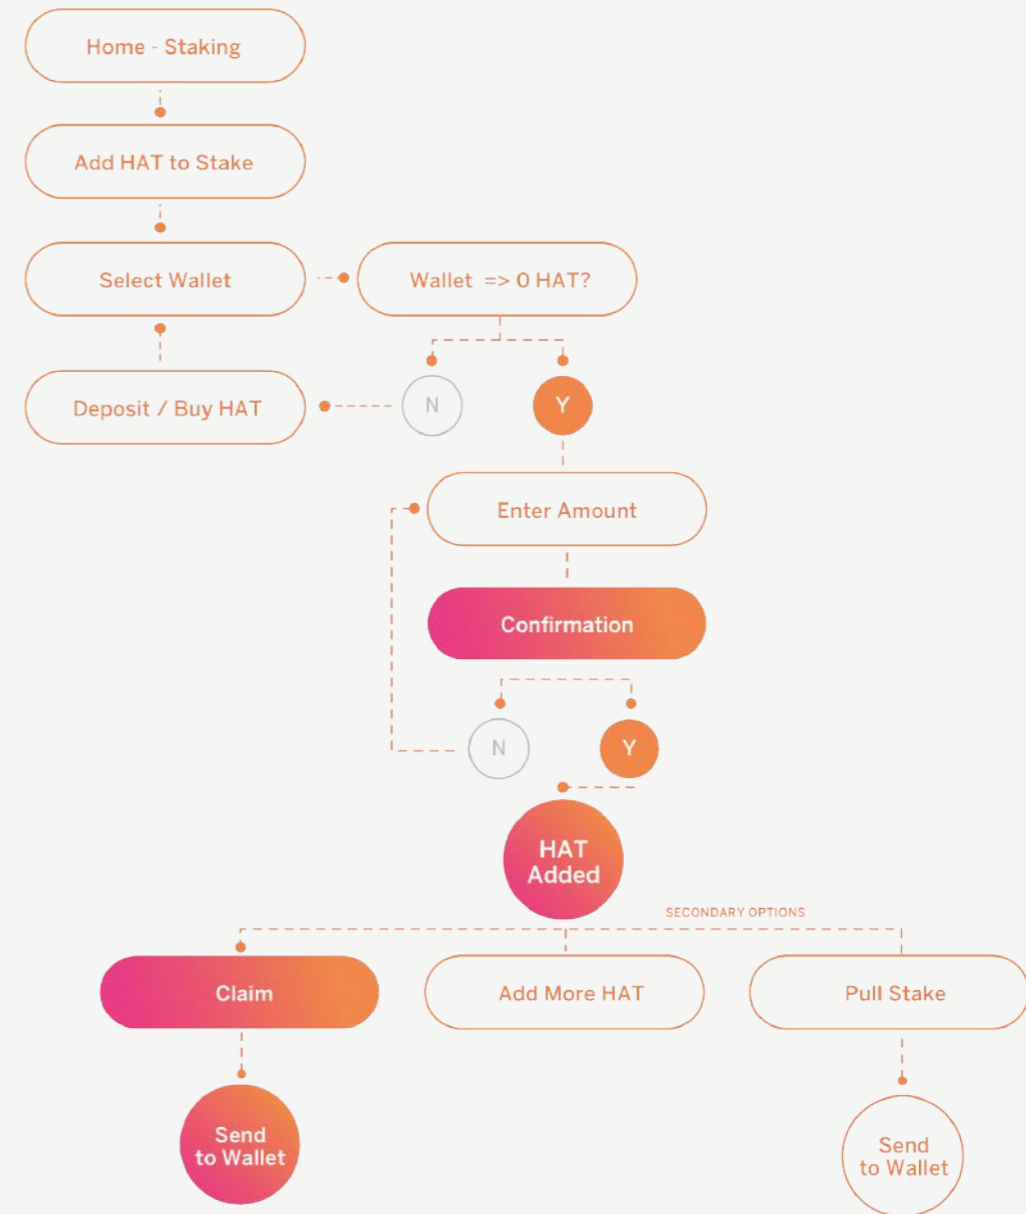 Home - Staking
Add HAT to Stake
Select Wallet
Wallet => 0 HAT?
Deposit / Buy HAT
N
Y
Enter Amount
Confirmation
N
Y
HAT
Added
SECONDARY OPTIONS
Claim
Add More HAT
Pull Stake
Send
to Wallet
Send
to Wallet